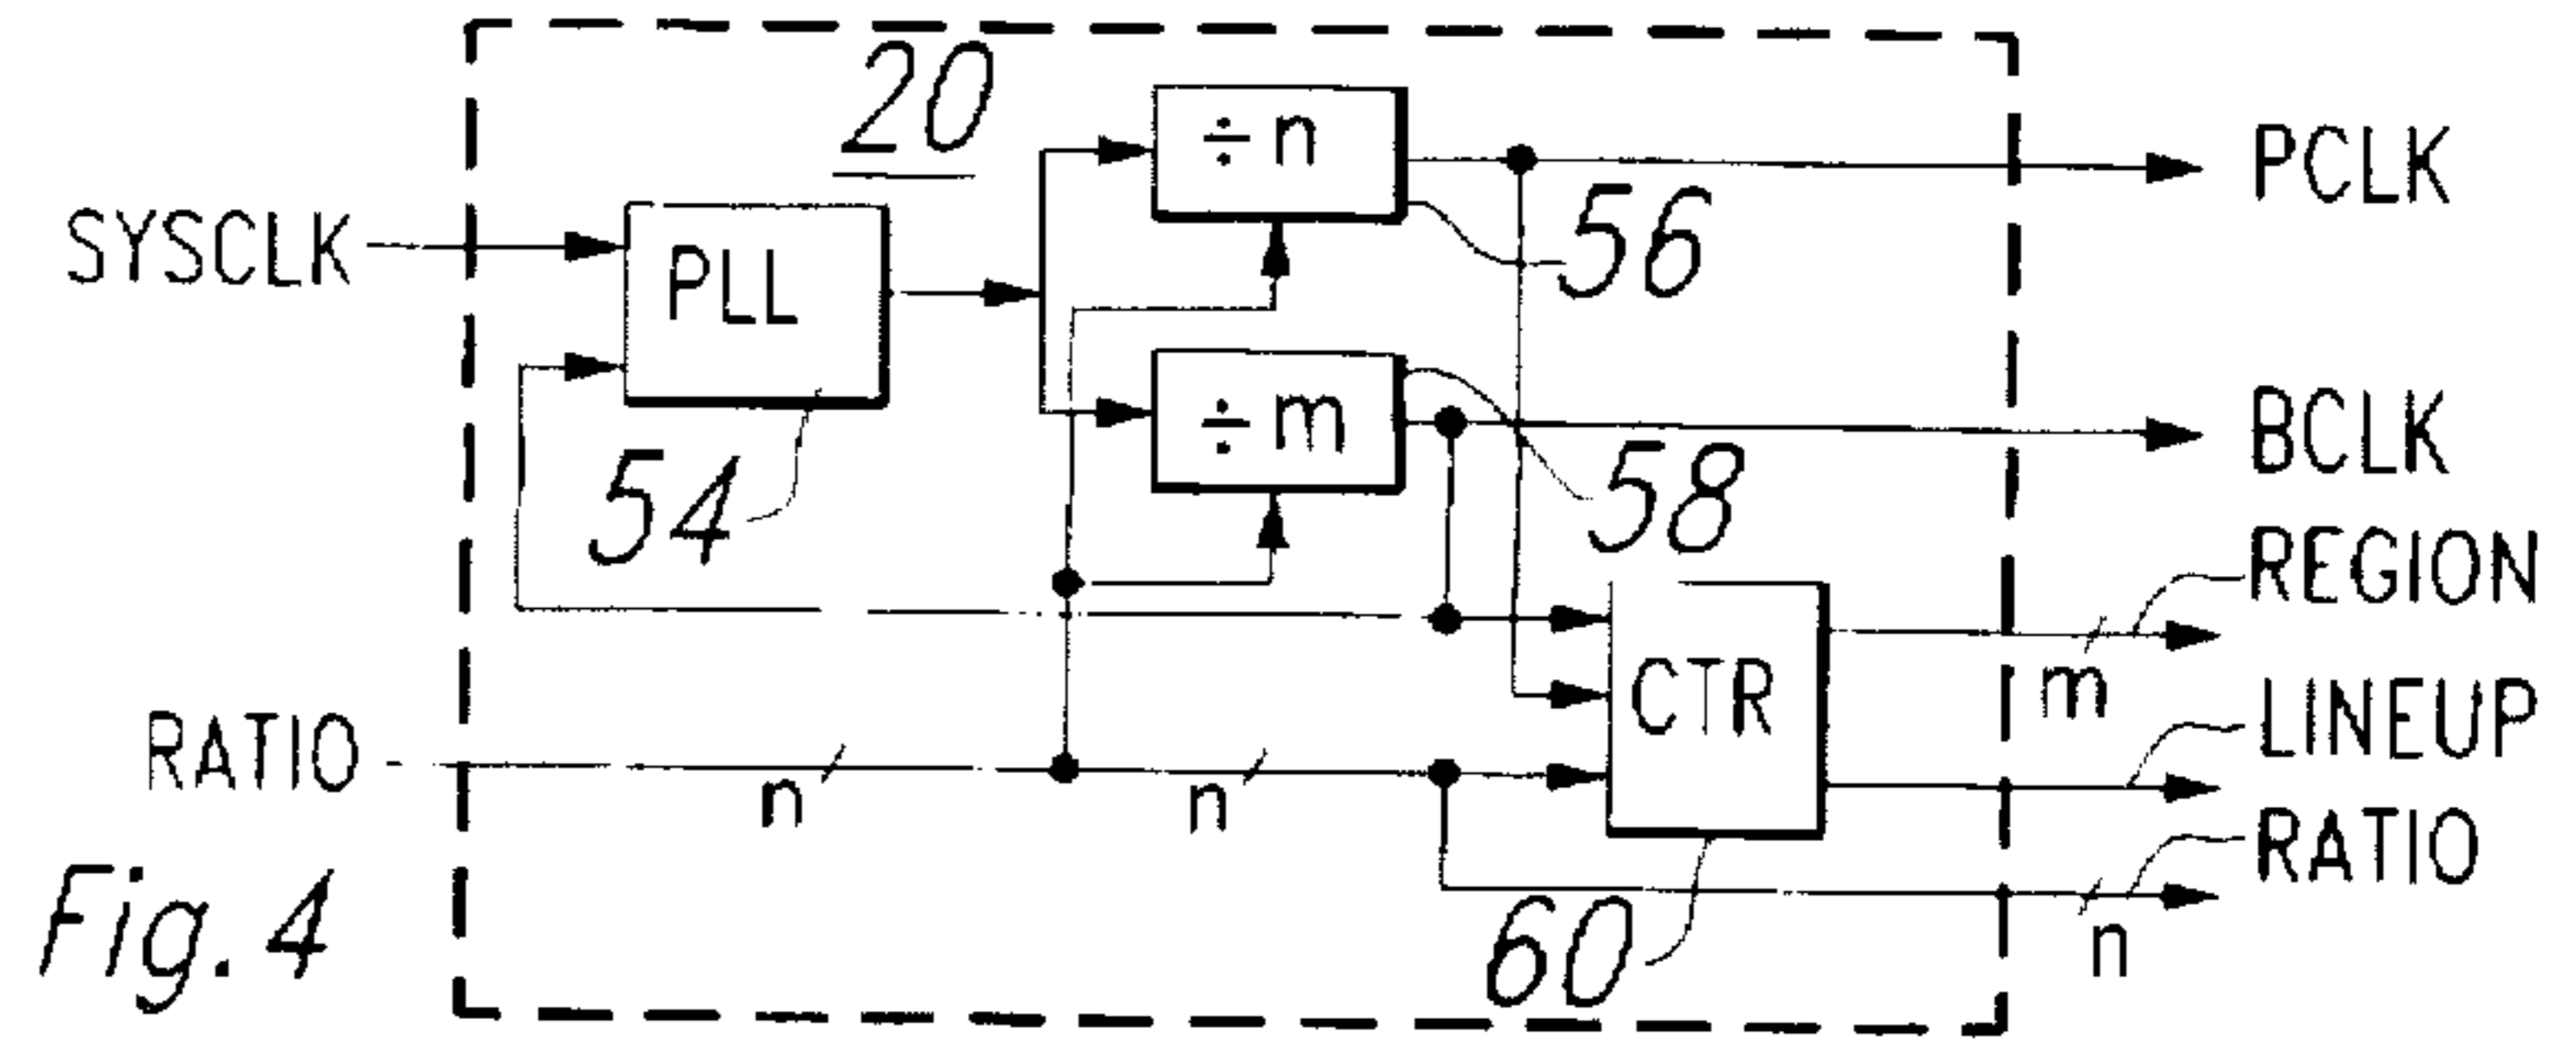 20
÷n
PCLK
SYSCLK
PLL
56
÷m
BCLK
54
58
REGION
m
CTR
LINEUP
RATIO
n
n
RATIO
n
60
Fig. 4